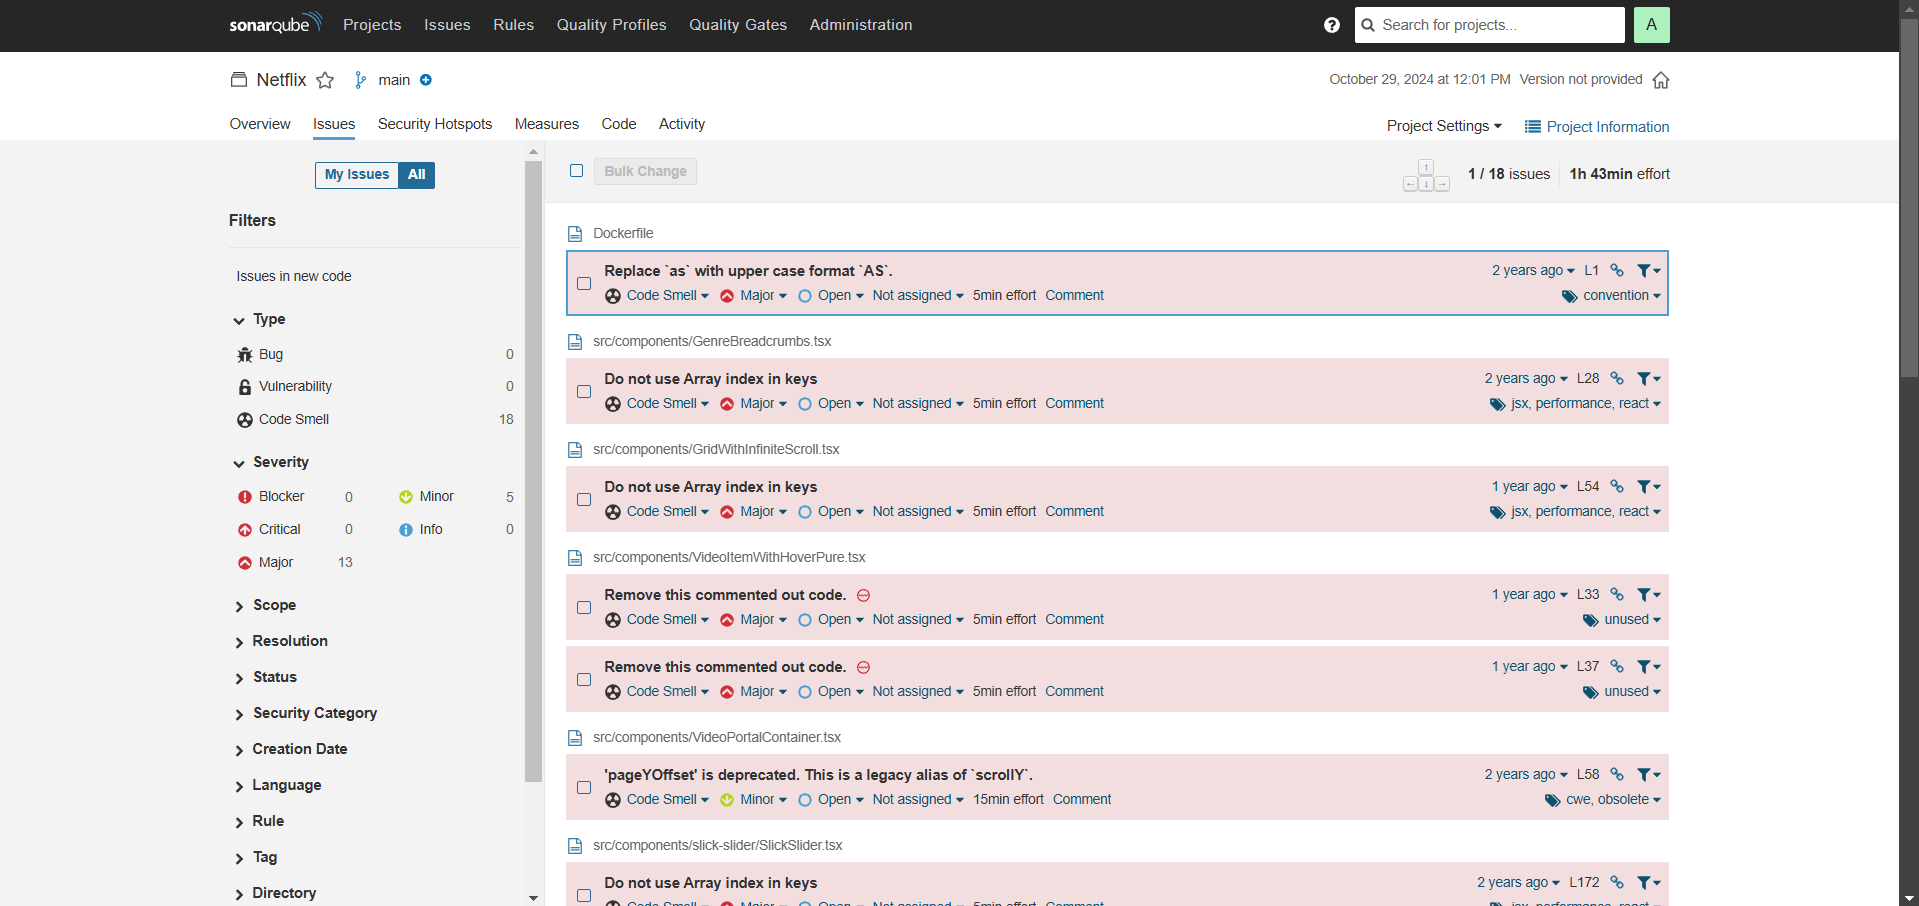 sonarqube Projects Issues Rules Quality Profiles Quality Gates Administration ? Search for projects... A
Netflix main October 29, 2024 at 12:01 PM Version not provided
Overview Issues Security Hotspots Measures Code Activity Project Settings Project Information
My Issues All
Bulk Change
1 / 18 issues 1h 43min effort
Filters
Issues in new code
Type
Bug 0
Vulnerability 0
Code Smell 18
Severity
Blocker 0 Minor 5
Critical 0 Info 0
Major 13
Scope
Resolution
Status
Security Category
Creation Date
Language
Rule
Tag
Directory
Dockerfile
Replace `as` with upper case format `AS`. 2 years ago L1
Code Smell Major Open Not assigned 5min effort Comment convention
src/components/GenreBreadcrumbs.tsx
Do not use Array index in keys 2 years ago L28
Code Smell Major Open Not assigned 5min effort Comment jsx, performance, react
src/components/GridWithInfiniteScroll.tsx
Do not use Array index in keys 1 year ago L54
Code Smell Major Open Not assigned 5min effort Comment jsx, performance, react
src/components/VideoItemWithHoverPure.tsx
Remove this commented out code. 1 year ago L33
Code Smell Major Open Not assigned 5min effort Comment unused
Remove this commented out code. 1 year ago L37
Code Smell Major Open Not assigned 5min effort Comment unused
src/components/VideoPortalContainer.tsx
'pageYOffset' is deprecated. This is a legacy alias of `scrollY`. 2 years ago L58
Code Smell Minor Open Not assigned 15min effort Comment cwe, obsolete
src/components/slick-slider/SlickSlider.tsx
Do not use Array index in keys 2 years ago L172
Code Smell Major Open Not assigned 5min effort Comment jsx, performance, react